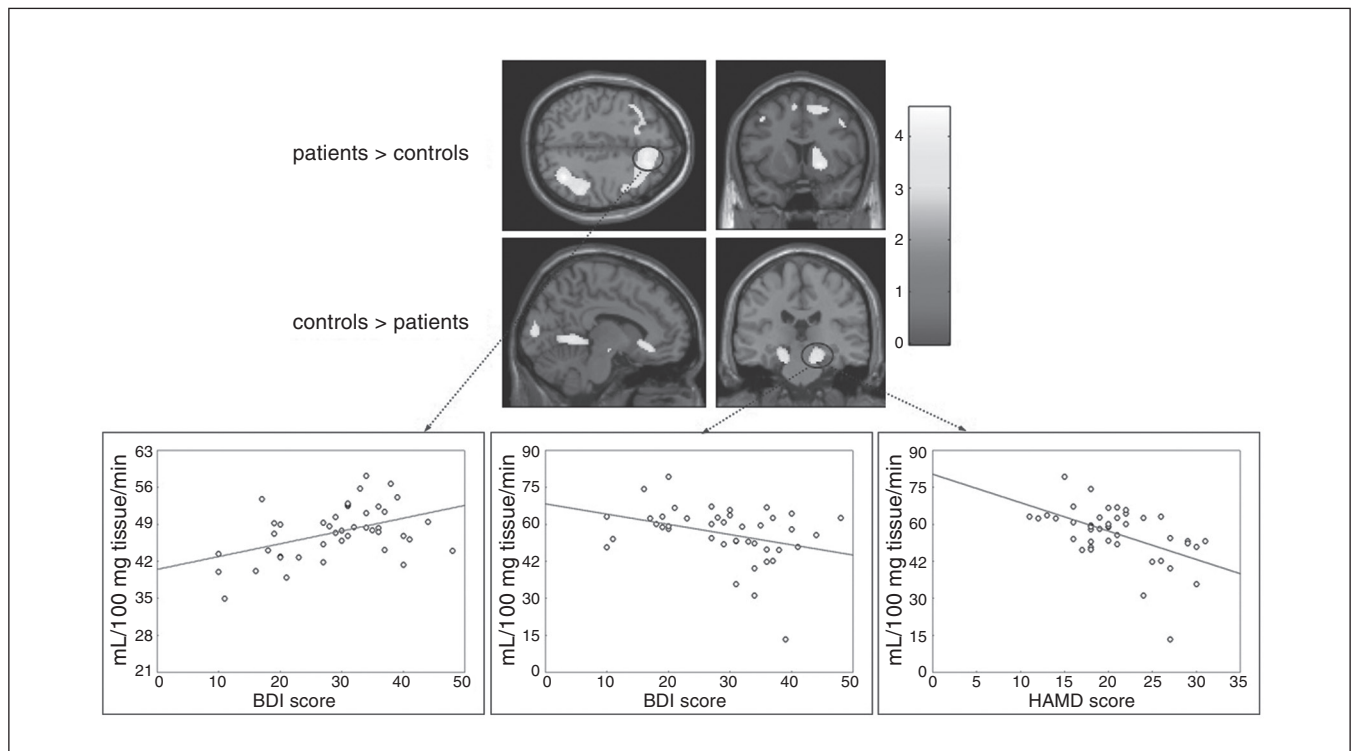 patients > controls
controls > patients
4
3
2
1
0
mL/100 mg tissue/min
63
56
49
42
35
28
21
0 10 20 30 40 50
BDI score
mL/100 mg tissue/min
90
75
60
42
30
15
0
0 10 20 30 40 50
BDI score
mL/100 mg tissue/min
90
75
60
42
30
15
0
0 5 10 15 20 25 30 35
HAMD score